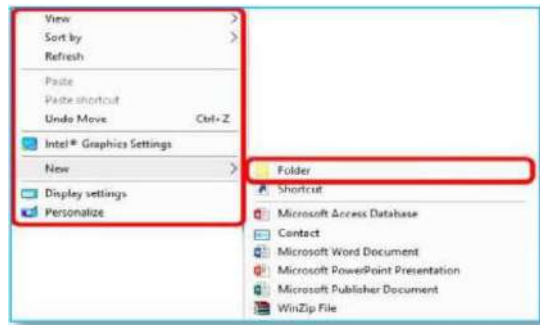 View
Sort by
Refresh
Paste
Paste shortcut
Undo Move Ctrl+Z
Intel® Graphics Settings
New
Display settings
Personalize
Folder
Shortcut
Microsoft Access Database
Contact
Microsoft Word Document
Microsoft PowerPoint Presentation
Microsoft Publisher Document
WinZip File